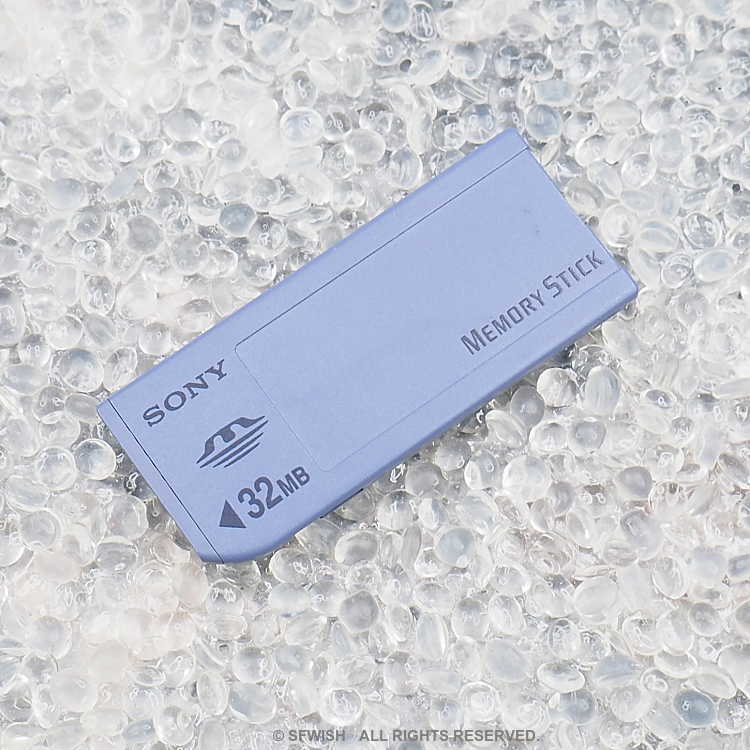 SONY
◀32MB
MEMORY STICK
© SFWISH ALL RIGHTS RESERVED.